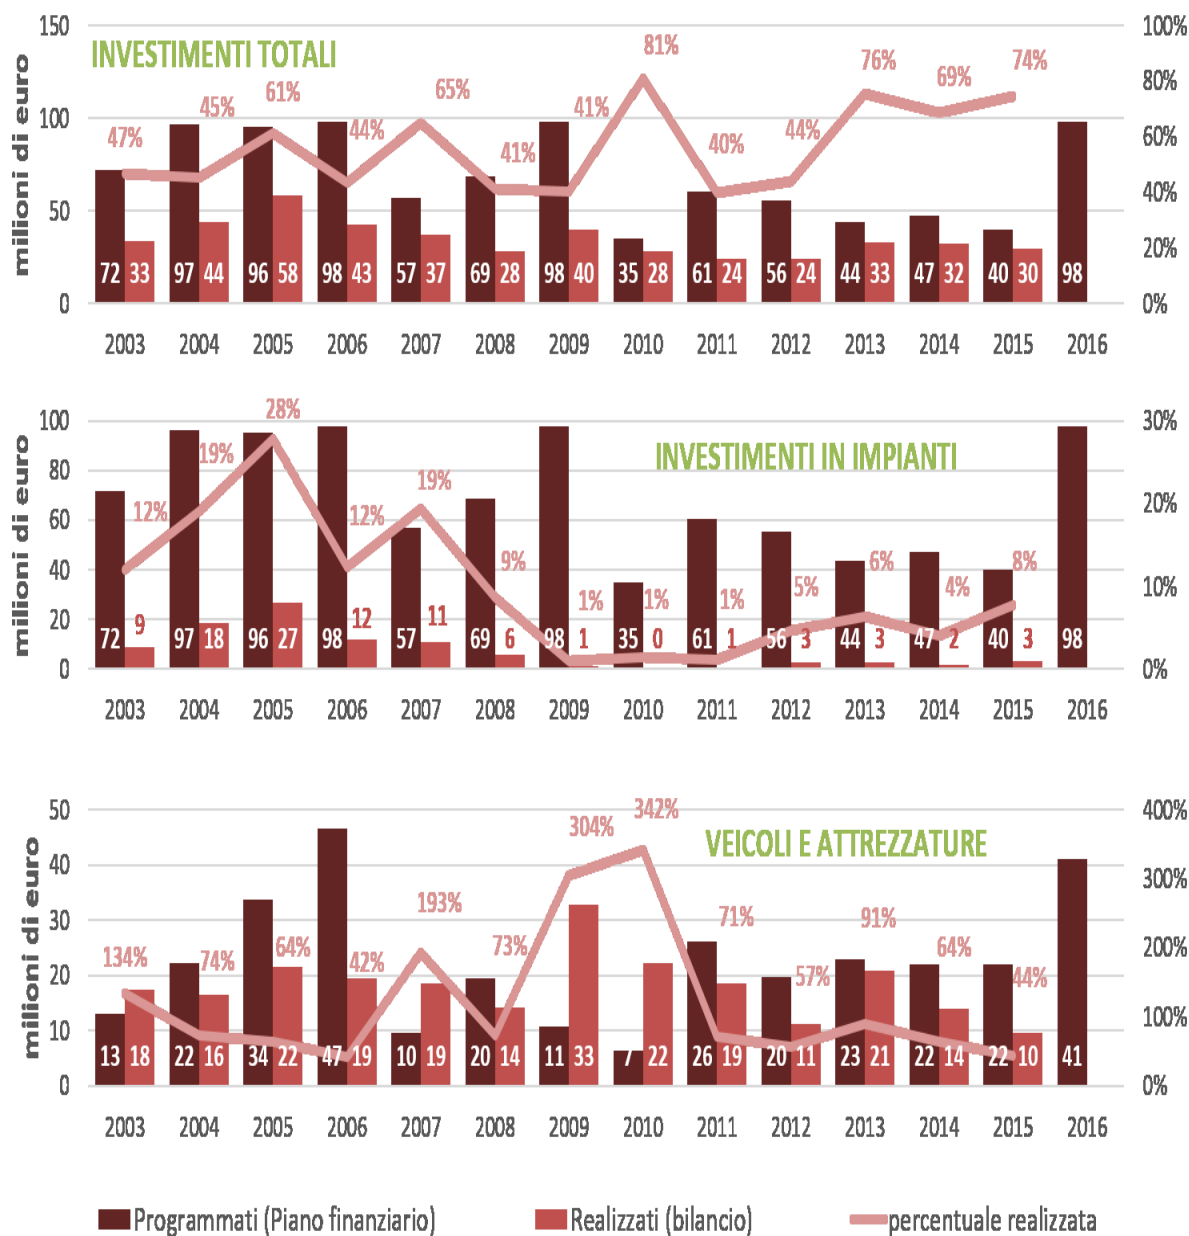 INVESTIMENTI TOTALI
milioni di euro
150
100
50
0
100%
80%
60%
40%
20%
0%
47% 45% 61% 44% 65% 41% 41% 81% 40% 44% 76% 69% 74%
72 33 97 44 96 58 98 43 57 37 69 28 98 40 35 28 61 24 56 24 44 33 47 32 40 30 98
2003 2004 2005 2006 2007 2008 2009 2010 2011 2012 2013 2014 2015 2016
INVESTIMENTI IN IMPIANTI
milioni di euro
100
80
60
40
20
0
30%
20%
10%
0%
12% 19% 28% 12% 19% 9% 1% 1% 1% 5% 6% 4% 8%
72 9 97 18 96 27 98 12 57 11 69 6 98 1 35 0 61 1 56 3 44 3 47 2 40 3 98
2003 2004 2005 2006 2007 2008 2009 2010 2011 2012 2013 2014 2015 2016
VEICOLI E ATTREZZATURE
milioni di euro
50
40
30
20
10
0
400%
300%
200%
100%
0%
134% 74% 64% 42% 193% 73% 304% 342% 71% 57% 91% 64% 44%
13 18 22 16 34 22 47 19 10 19 20 14 11 33 7 22 26 19 20 11 23 21 22 14 22 10 41
2003 2004 2005 2006 2007 2008 2009 2010 2011 2012 2013 2014 2015 2016
Programmati (Piano finanziario) Realizzati (bilancio) percentuale realizzata